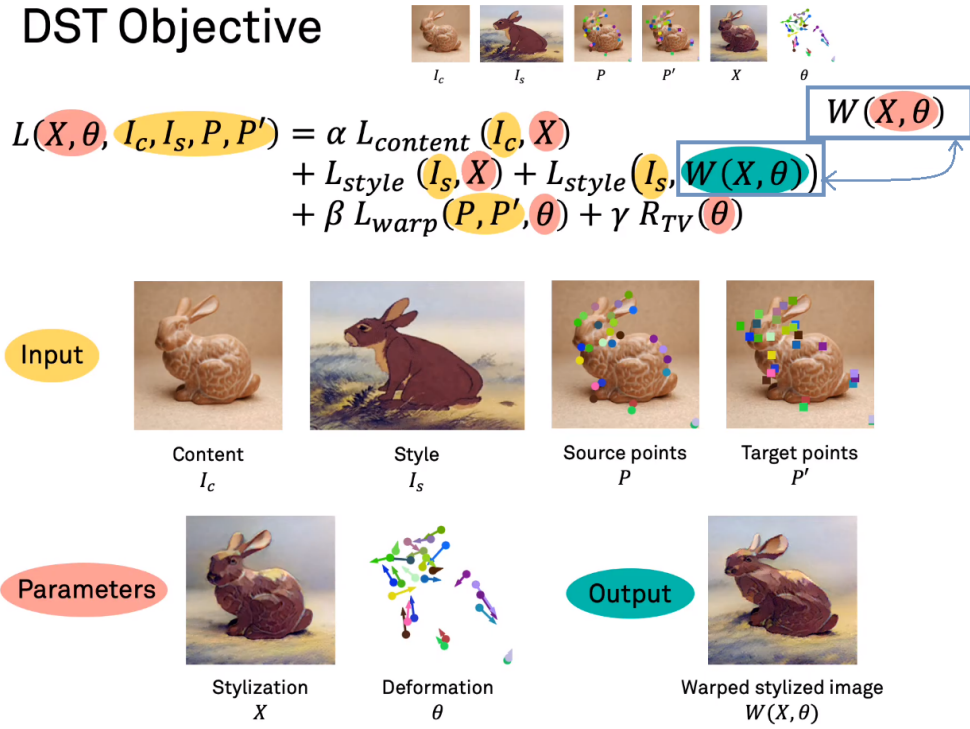 DST Objective
I_c I_s P P' X θ
W(X, θ)
L(X, θ, I_c, I_s, P, P') = α L_content (I_c, X)
+ L_style (I_s, X) + L_style(I_s, W(X, θ))
+ β L_warp(P, P', θ) + γ R_TV(θ)
Input
Content Style Source points Target points
I_c I_s P P'
Parameters
Output
Stylization Deformation Warped stylized image
X θ W(X, θ)